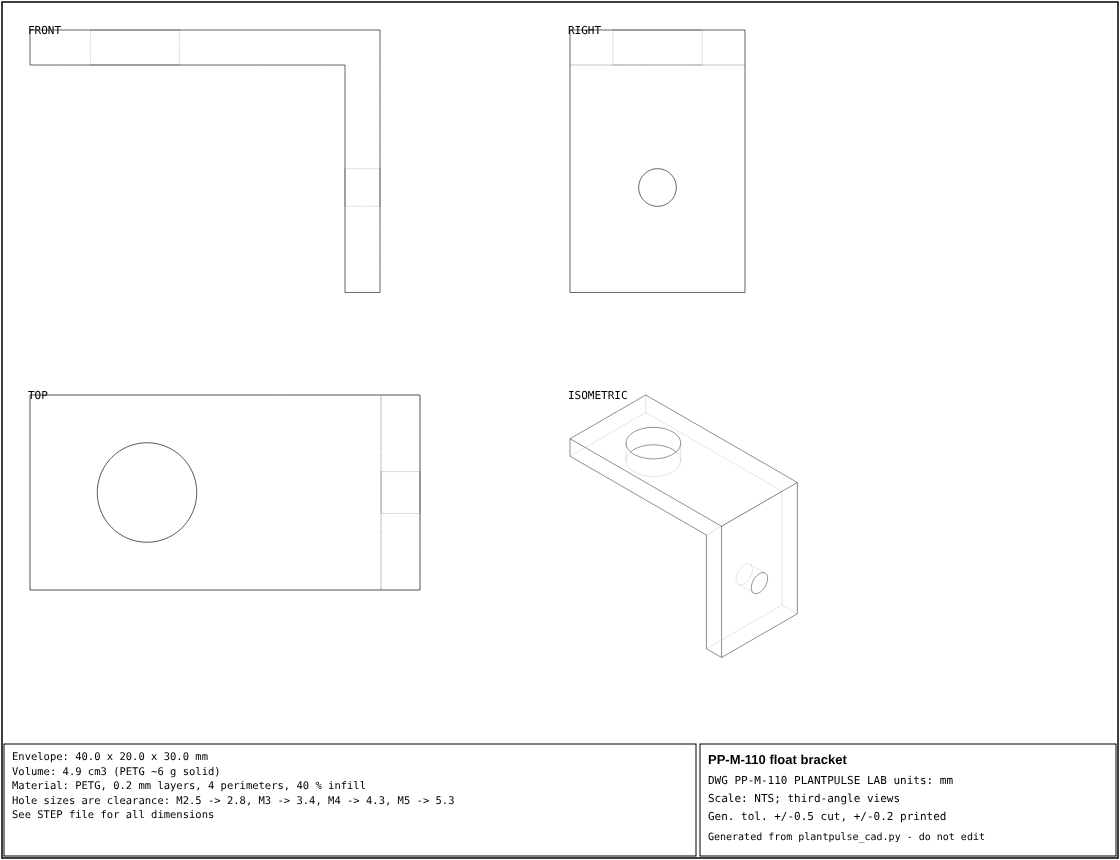 FRONT
RIGHT
TOP
ISOMETRIC
Envelope: 40.0 x 20.0 x 30.0 mm
Volume: 4.9 cm3 (PETG ~6 g solid)
Material: PETG, 0.2 mm layers, 4 perimeters, 40 % infill
Hole sizes are clearance: M2.5 -> 2.8, M3 -> 3.4, M4 -> 4.3, M5 -> 5.3
See STEP file for all dimensions
PP-M-110 float bracket
DWG PP-M-110 PLANTPULSE LAB units: mm
Scale: NTS; third-angle views
Gen. tol. +/-0.5 cut, +/-0.2 printed
Generated from plantpulse_cad.py - do not edit